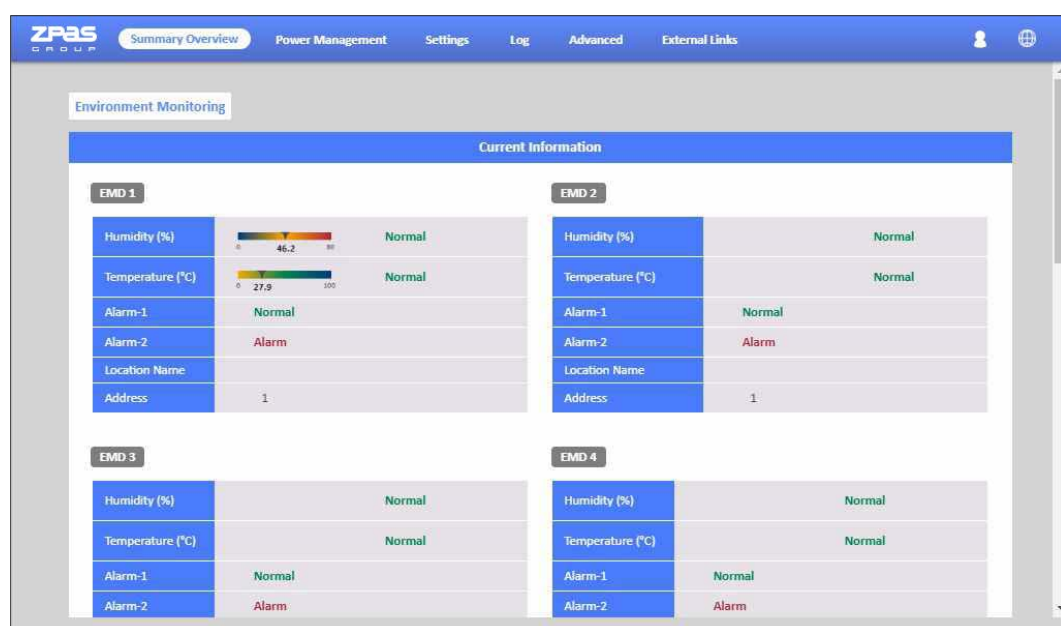 ZPAS
GROUP
Summary Overview Power Management Settings Log Advanced External Links
Environment Monitoring
Current Information
EMD 1
Humidity (%) 0 46.2 80 Normal
Temperature (°C) 0 27.9 100 Normal
Alarm-1 Normal
Alarm-2 Alarm
Location Name
Address 1
EMD 2
Humidity (%) Normal
Temperature (°C) Normal
Alarm-1 Normal
Alarm-2 Alarm
Location Name
Address 1
EMD 3
Humidity (%) Normal
Temperature (°C) Normal
Alarm-1 Normal
Alarm-2 Alarm
EMD 4
Humidity (%) Normal
Temperature (°C) Normal
Alarm-1 Normal
Alarm-2 Alarm